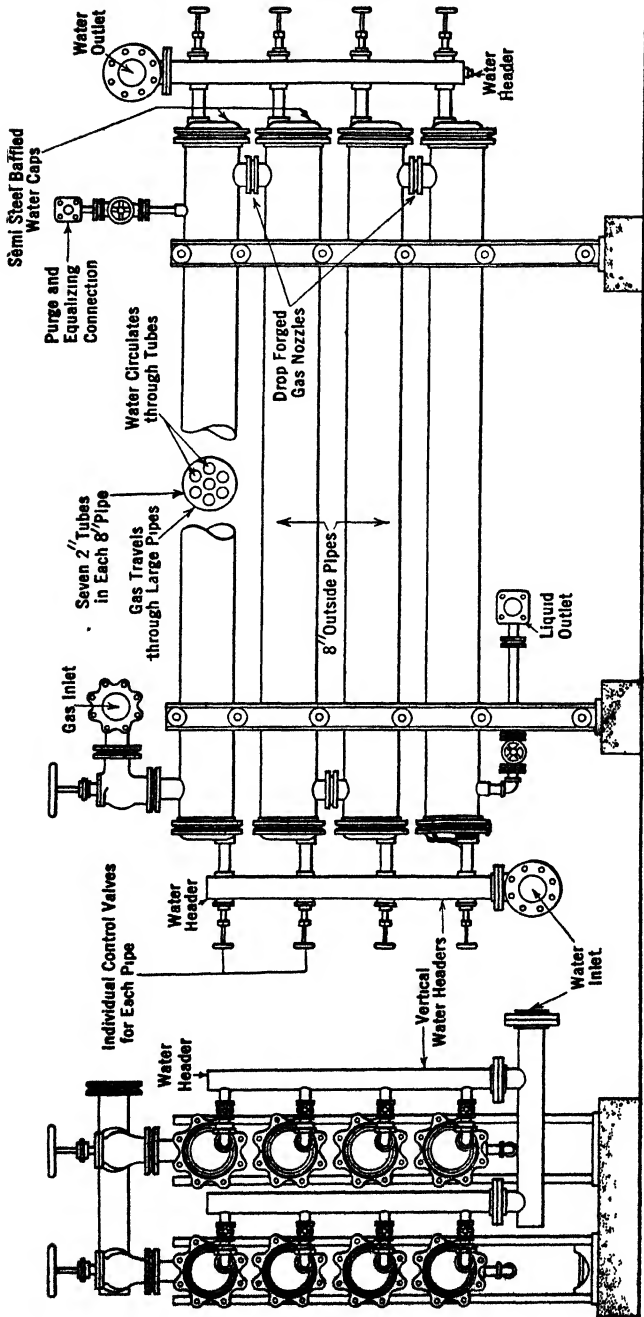 Water
Outlet
Semi Steel Baffled
Water Caps
Purge and
Equalizing
Connection
Water
Header
Water Circulates
through Tubes
Drop Forged
Gas Nozzles
Seven 2" Tubes
in Each 8" Pipe
Gas Travels
through Large Pipes
8" Outside Pipes
Gas Inlet
Liquid
Outlet
Individual Control Valves
for Each Pipe
Water
Header
Water
Header
Vertical
Water Headers
Water
Inlet.